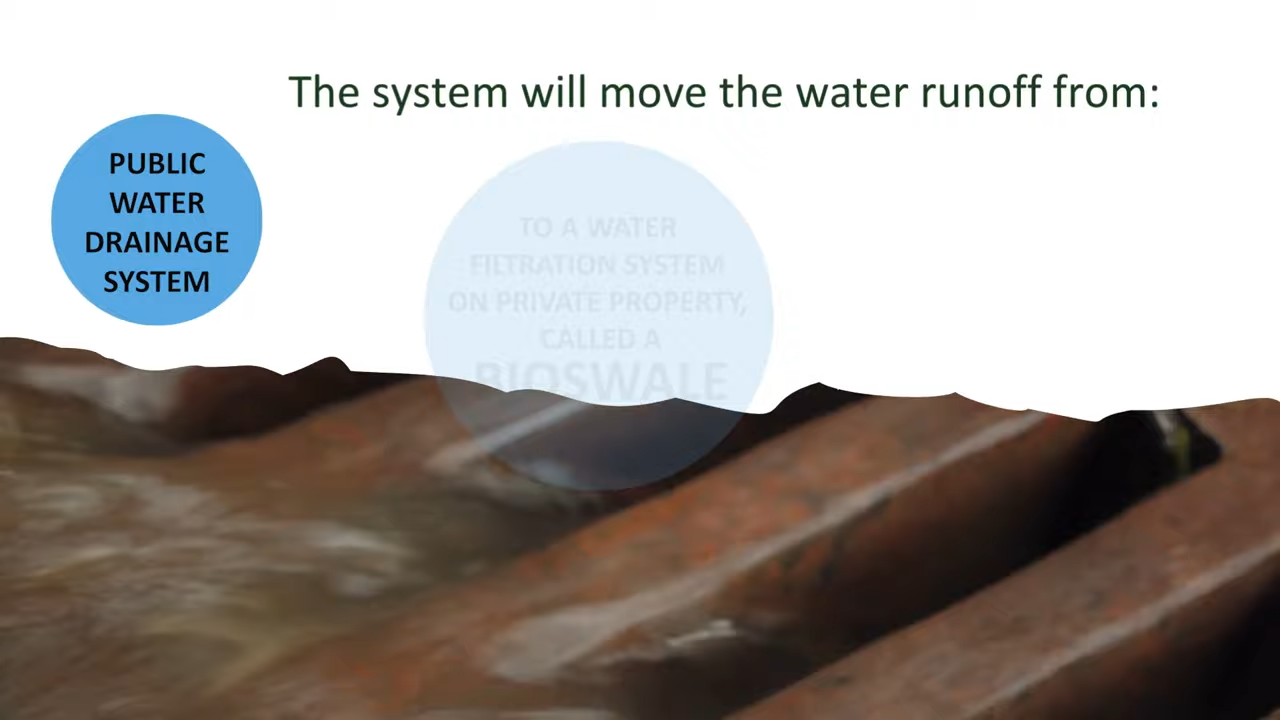 The system will move the water runoff from:
PUBLIC
WATER
DRAINAGE
SYSTEM
TO A WATER
FILTRATION SYSTEM
ON PRIVATE PROPERTY,
CALLED A
BIOSWALE